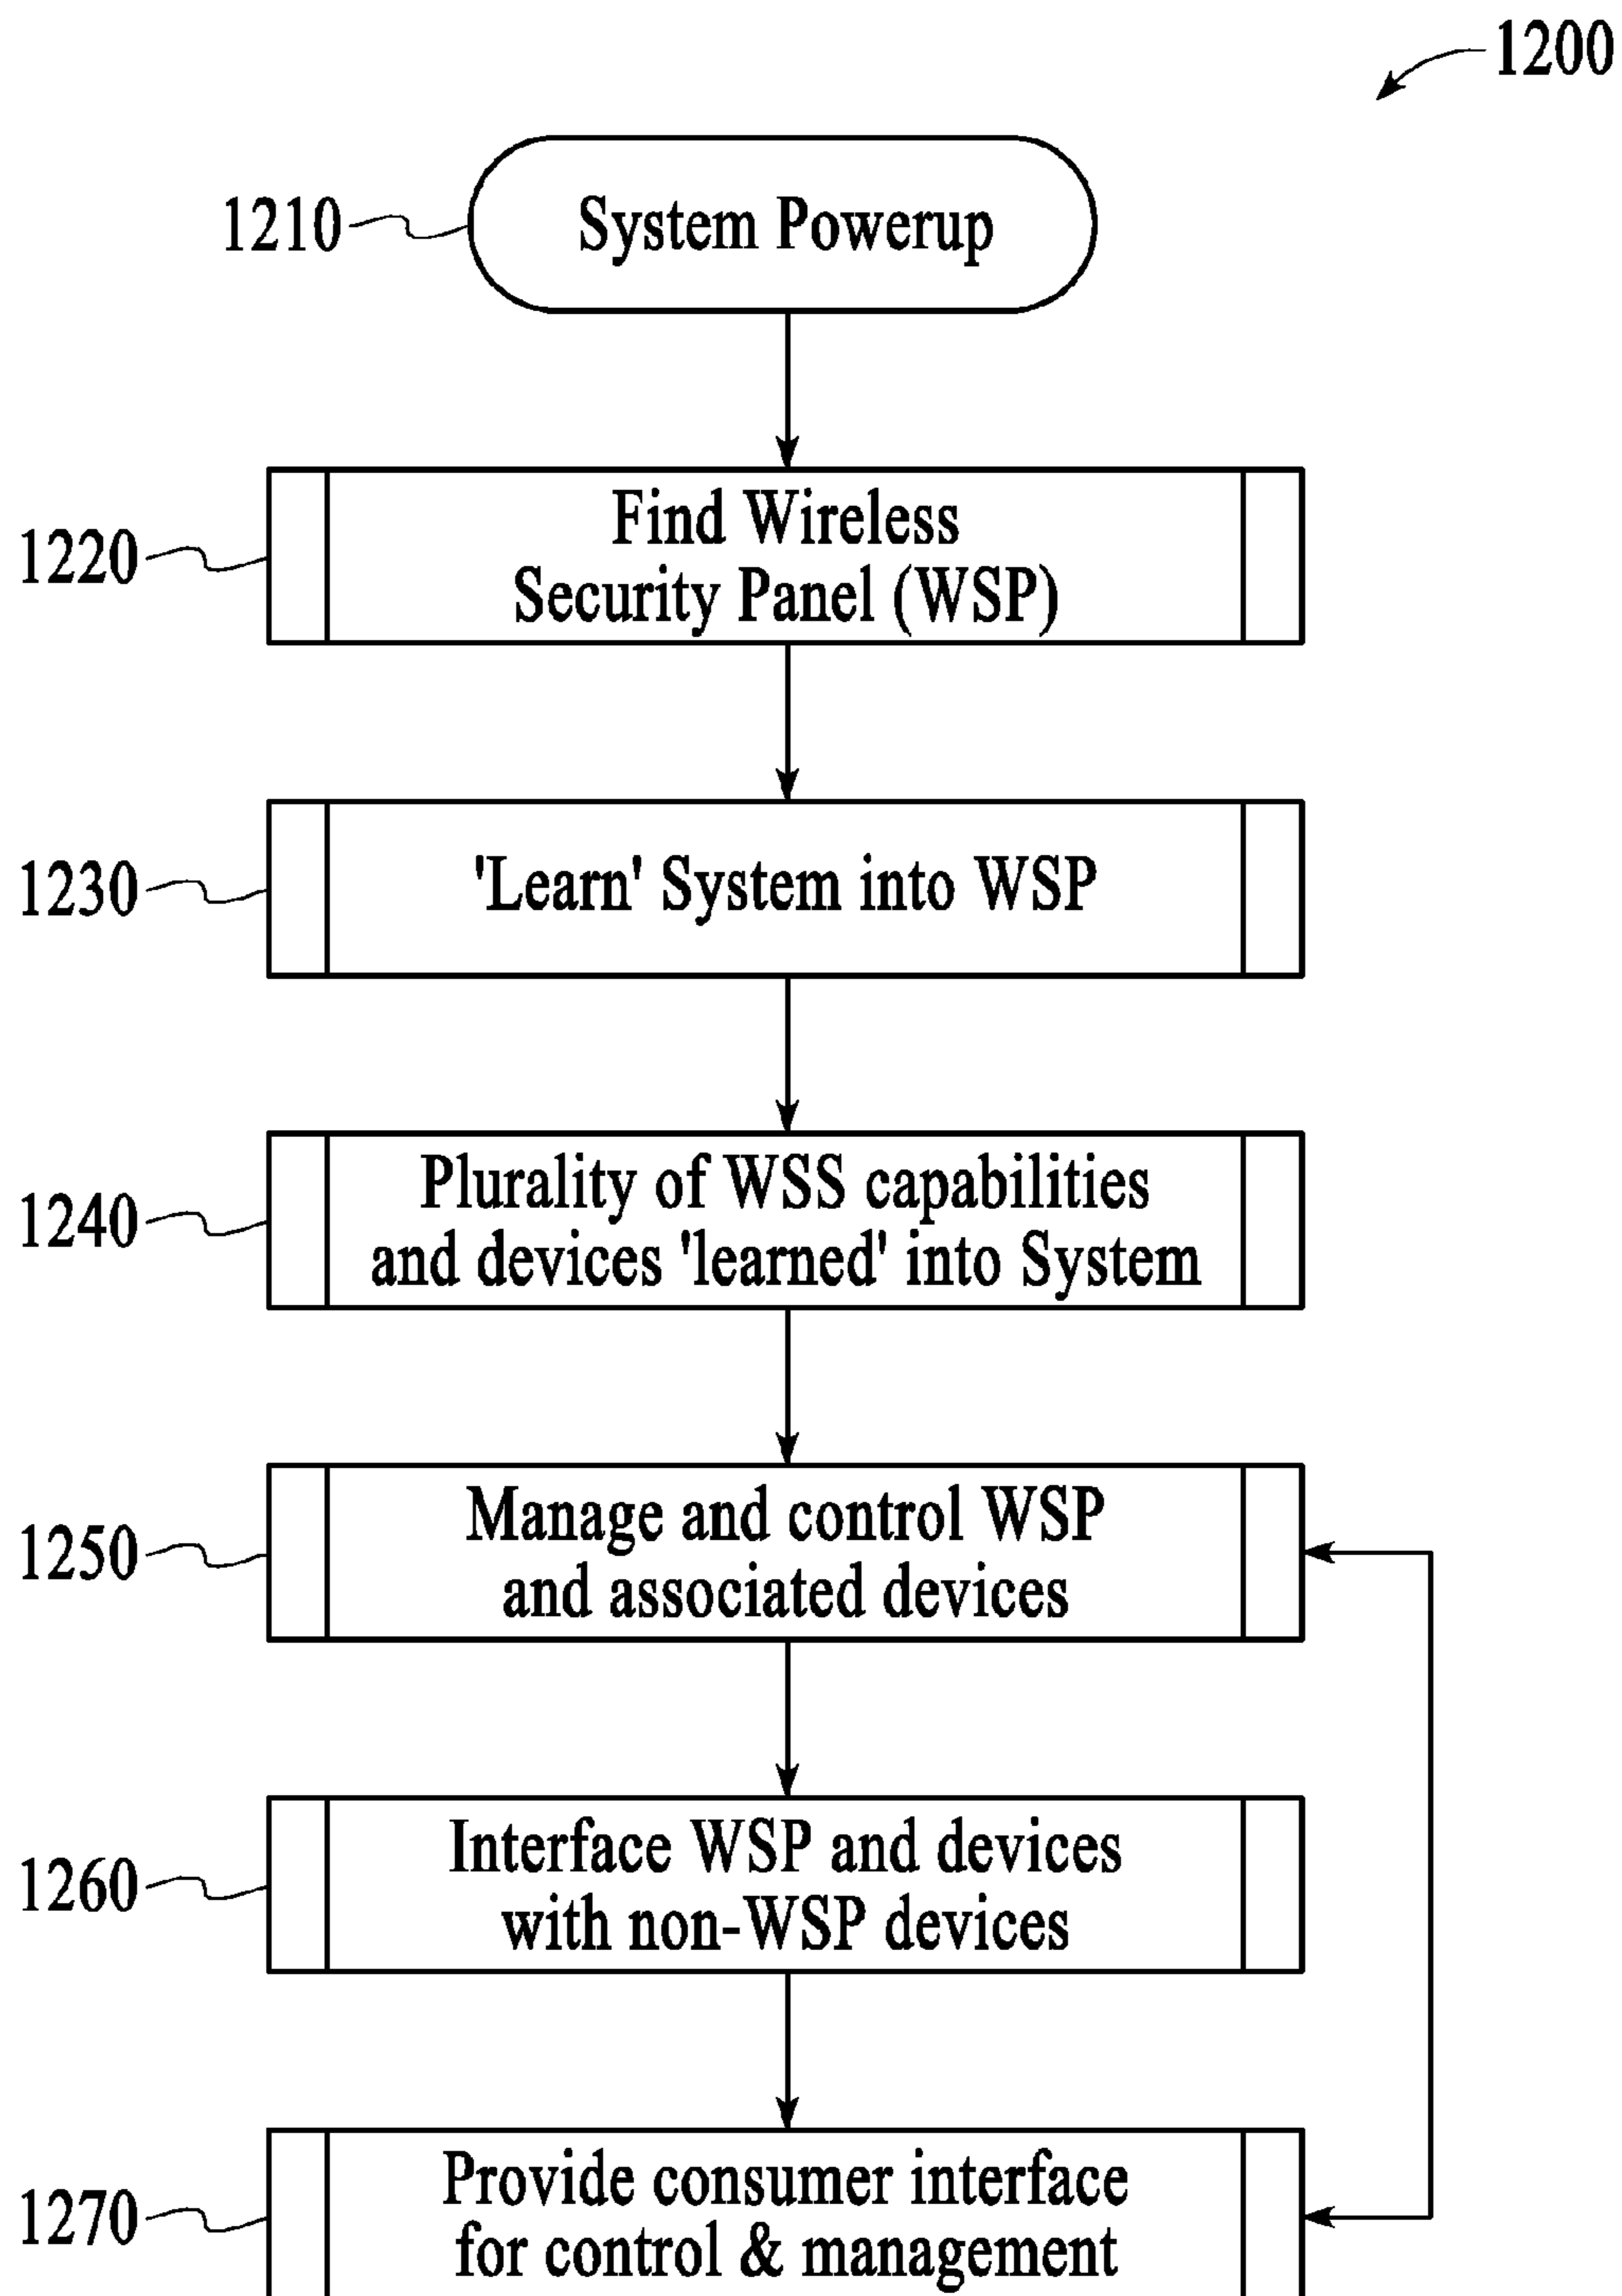 1200
1210
System Powerup
1220
Find Wireless
Security Panel (WSP)
1230
'Learn' System into WSP
1240
Plurality of WSS capabilities
and devices 'learned' into System
1250
Manage and control WSP
and associated devices
1260
Interface WSP and devices
with non-WSP devices
1270
Provide consumer interface
for control & management